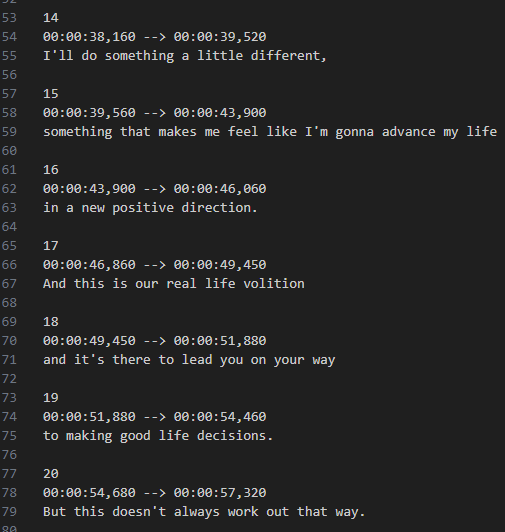 53 14
54 00:00:38,160 --> 00:00:39,520
55 I'll do something a little different,
56
57 15
58 00:00:39,560 --> 00:00:43,900
59 something that makes me feel like I'm gonna advance my life
60
61 16
62 00:00:43,900 --> 00:00:46,060
63 in a new positive direction.
64
65 17
66 00:00:46,860 --> 00:00:49,450
67 And this is our real life volition
68
69 18
70 00:00:49,450 --> 00:00:51,880
71 and it's there to lead you on your way
72
73 19
74 00:00:51,880 --> 00:00:54,460
75 to making good life decisions.
76
77 20
78 00:00:54,680 --> 00:00:57,320
79 But this doesn't always work out that way.